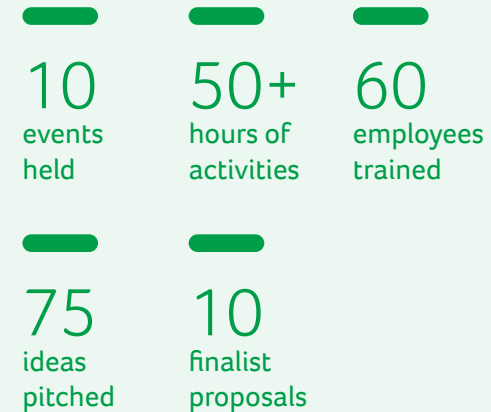 10
events
held
50+
hours of
activities
60
employees
trained
75
ideas
pitched
10
finalist
proposals